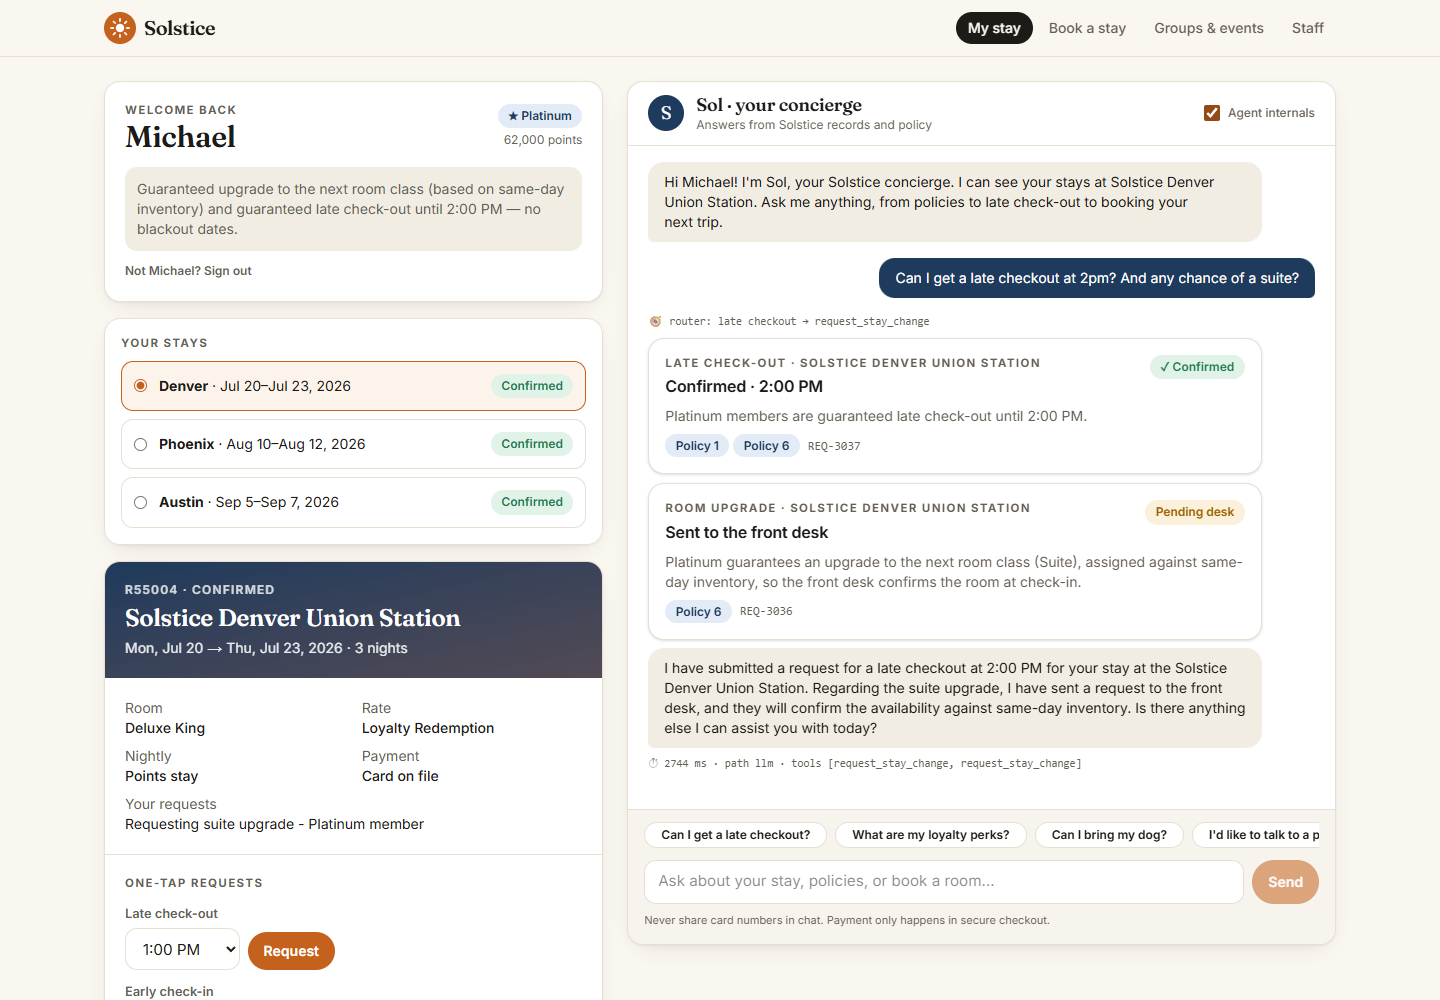 Solstice
My stay
Book a stay
Groups & events
Staff
WELCOME BACK
Michael
★ Platinum
62,000 points
Guaranteed upgrade to the next room class (based on same-day
inventory) and guaranteed late check-out until 2:00 PM — no
blackout dates.
Not Michael? Sign out
YOUR STAYS
Denver · Jul 20–Jul 23, 2026
Confirmed
Phoenix · Aug 10–Aug 12, 2026
Confirmed
Austin · Sep 5–Sep 7, 2026
Confirmed
R55004 · CONFIRMED
Solstice Denver Union Station
Mon, Jul 20 → Thu, Jul 23, 2026 · 3 nights
Room
Deluxe King
Rate
Loyalty Redemption
Nightly
Points stay
Payment
Card on file
Your requests
Requesting suite upgrade - Platinum member
ONE-TAP REQUESTS
Late check-out
1:00 PM
Request
Early check-in
S
Sol · your concierge
Answers from Solstice records and policy
Agent internals
Hi Michael! I'm Sol, your Solstice concierge. I can see your stays at Solstice Denver
Union Station. Ask me anything, from policies to late check-out to booking your
next trip.
Can I get a late checkout at 2pm? And any chance of a suite?
router: late checkout → request_stay_change
LATE CHECK-OUT · SOLSTICE DENVER UNION STATION
✓ Confirmed
Confirmed · 2:00 PM
Platinum members are guaranteed late check-out until 2:00 PM.
Policy 1
Policy 6
REQ-3037
ROOM UPGRADE · SOLSTICE DENVER UNION STATION
Pending desk
Sent to the front desk
Platinum guarantees an upgrade to the next room class (Suite), assigned against same-
day inventory, so the front desk confirms the room at check-in.
Policy 6
REQ-3036
I have submitted a request for a late checkout at 2:00 PM for your stay at the Solstice
Denver Union Station. Regarding the suite upgrade, I have sent a request to the front
desk, and they will confirm the availability against same-day inventory. Is there anything
else I can assist you with today?
2744 ms · path llm · tools [request_stay_change, request_stay_change]
Can I get a late checkout?
What are my loyalty perks?
Can I bring my dog?
I'd like to talk to a p
Ask about your stay, policies, or book a room...
Send
Never share card numbers in chat. Payment only happens in secure checkout.